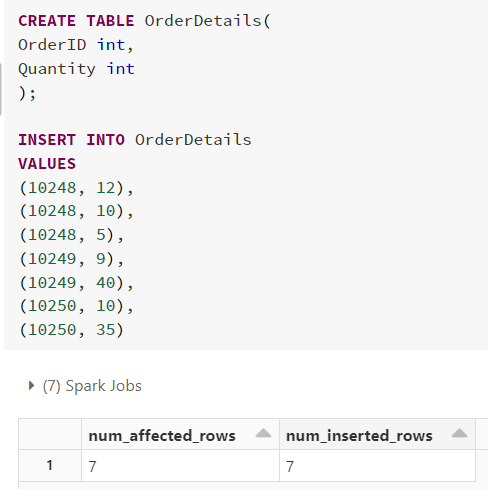 CREATE TABLE OrderDetails(
OrderID int,
Quantity int
);
INSERT INTO OrderDetails
VALUES
(10248, 12),
(10248, 10),
(10248, 5),
(10249, 9),
(10249, 40),
(10250, 10),
(10250, 35)
(7) Spark Jobs
num_affected_rows num_inserted_rows
1 7 7